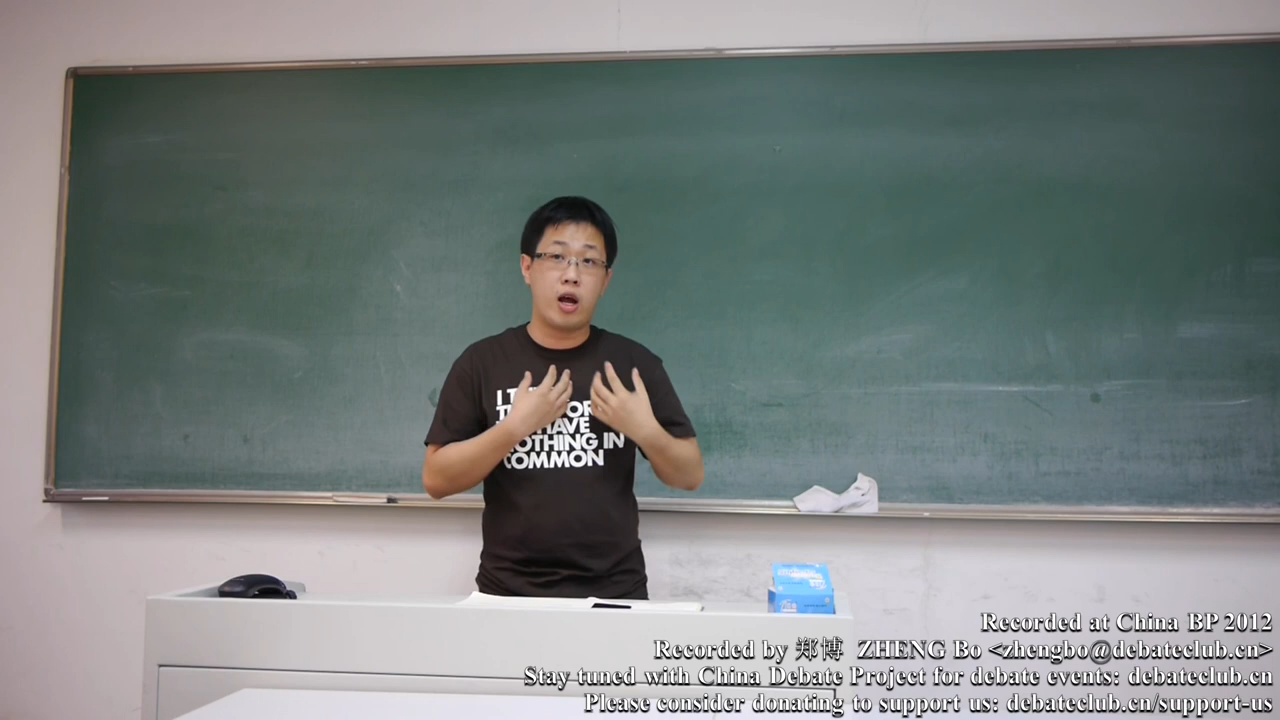 I
HAVE
NOTHING IN
COMMON
Recorded at China BP 2012
Recorded by 郑博 ZHENG Bo <zhengbo@debateclub.cn>
Stay tuned with China Debate Project for debate events: debateclub.cn
Please consider donating to support us: debateclub.cn/support-us